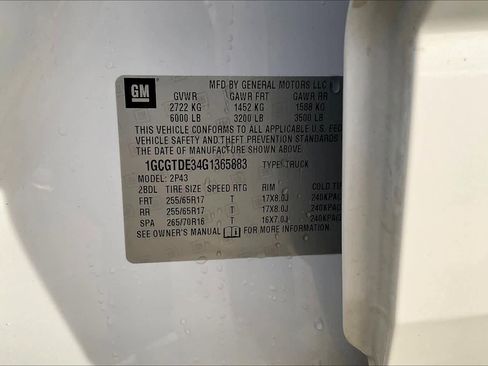 GM
MFD BY GENERAL MOTORS LLC
GVWR GAWR FRT GAWR RR
2722 KG 1452 KG 1588 KG
6000 LB 3200 LB 3500 LB
THIS VEHICLE CONFORMS TO ALL APPLICABLE U.S. FED
VEHICLE SAFETY AND THEFT PREVENTION STANDARDS
THE DATE OF MANUFACTURE SHOWN ABOVE.
1GCGTDE34G1365883 TYPE: TRUCK
MODEL: 2P43
2BDL TIRE SIZE SPEED RTG RIM COLD TI
FRT 255/65R17 T 17X8.0J 240KPA(
RR 255/65R17 T 17X8.0J 240KPA(
SPA 265/70R16 T 16X7.0J 240KPA(
SEE OWNER'S MANUAL FOR MORE INFORMATION.